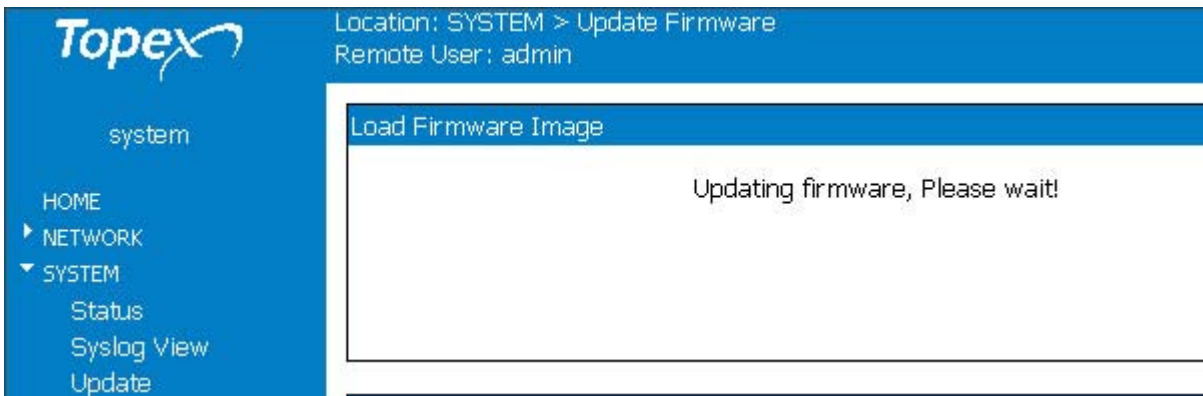 Topex
system
HOME
NETWORK
SYSTEM
Status
Syslog View
Update
Location: SYSTEM > Update Firmware
Remote User: admin
Load Firmware Image
Updating firmware, Please wait!